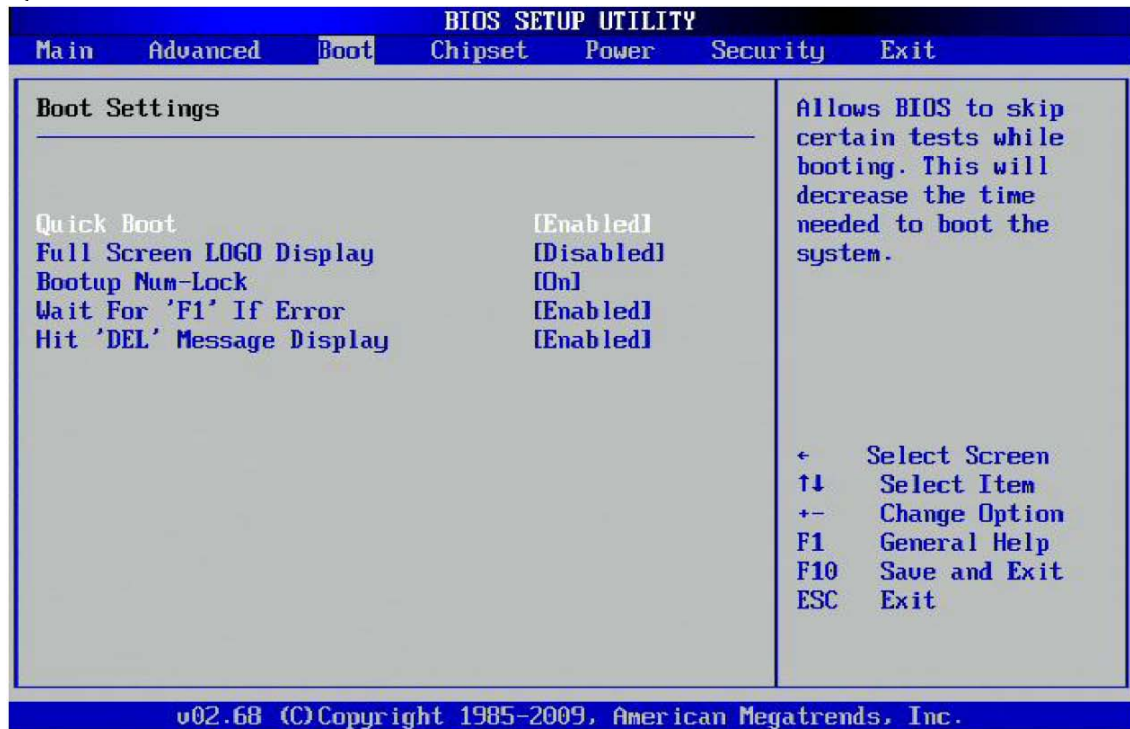 BIOS SETUP UTILITY
Main Advanced Boot Chipset Power Security Exit
Boot Settings
Quick Boot [Enabled]
Full Screen LOGO Display [Disabled]
Bootup Num-Lock [On]
Wait For 'F1' If Error [Enabled]
Hit 'DEL' Message Display [Enabled]
Allows BIOS to skip
certain tests while
booting. This will
decrease the time
needed to boot the
system.
← Select Screen
↑↓ Select Item
+- Change Option
F1 General Help
F10 Save and Exit
ESC Exit
v02.68 (C)Copyright 1985-2009, American Megatrends, Inc.